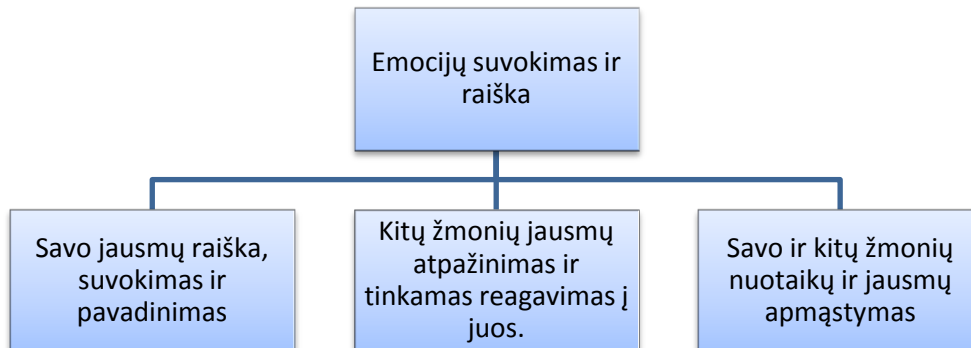 Emocijų suvokimas ir
raiška
Savo jausmų raiška,
suvokimas ir
pavadinimas
Kitų žmonių jausmų
atpažinimas ir
tinkamas reagavimas į
juos.
Savo ir kitų žmonių
nuotaikų ir jausmų
apmąstymas